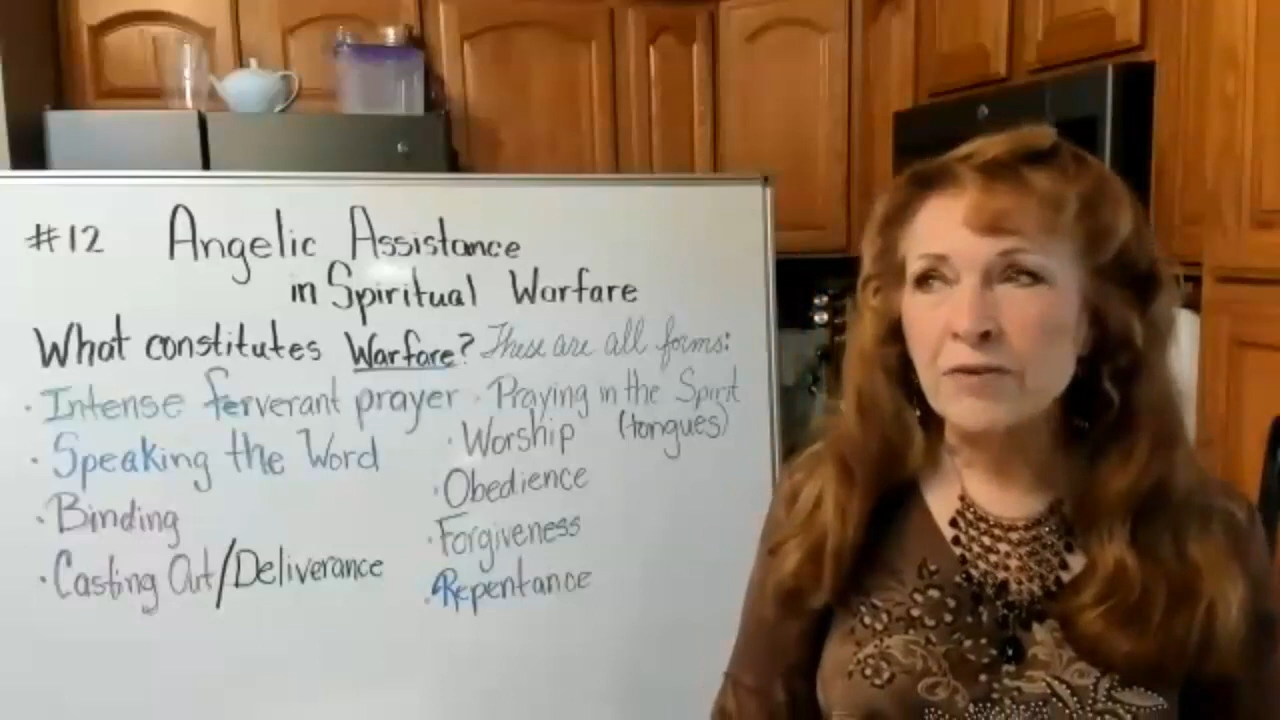 #12 Angelic Assistance
in Spiritual Warfare
What constitutes Warfare? These are all forms:
· Intense ferverant prayer · Praying in the Spirit
(tongues)
· Speaking the Word
· Worship
· Binding
· Obedience
· Casting Out/Deliverance
· Forgiveness
· Repentance